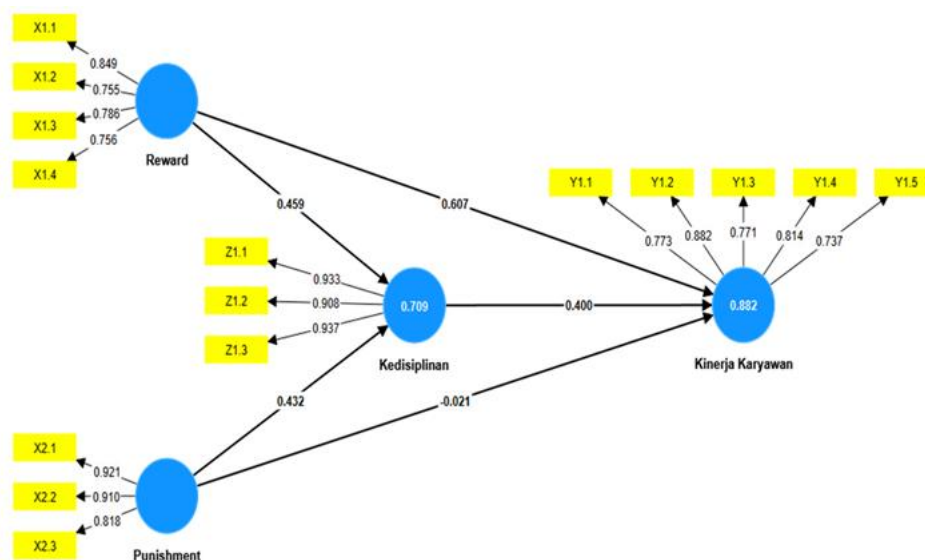 X1.1
0.849
X1.2
0.755
X1.3
0.786
X1.4
0.756
Reward
0.459
0.607
Y1.1
Y1.2
Y1.3
Y1.4
Y1.5
0.773
0.882
0.771
0.814
0.737
Z1.1
0.933
Z1.2
0.908
Z1.3
0.937
0.709
Kedisiplinan
0.400
0.882
Kinerja Karyawan
0.432
-0.021
X2.1
0.921
X2.2
0.910
X2.3
0.818
Punishment